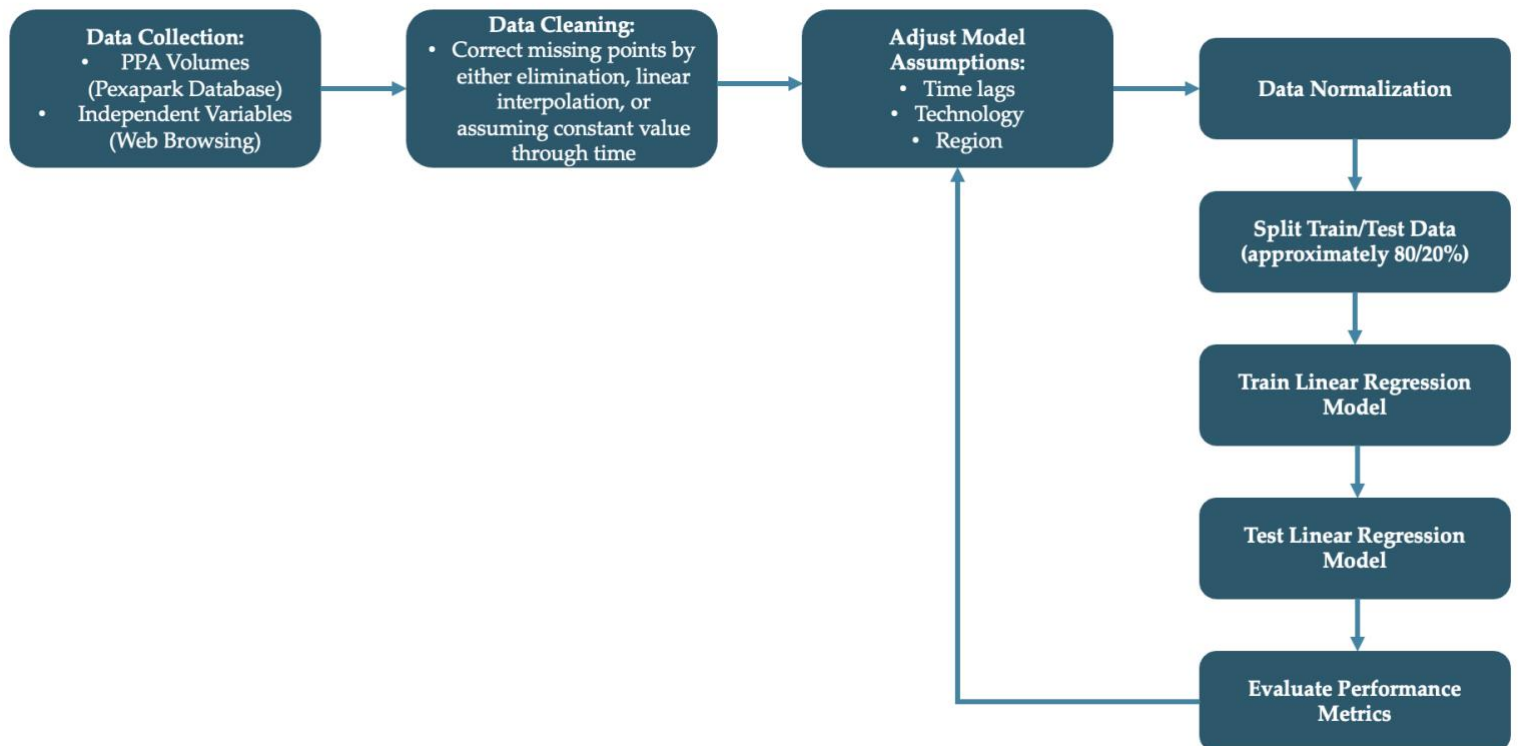 Data Collection:
• PPA Volumes
(Pexapark Database)
• Independent Variables
(Web Browsing)
Data Cleaning:
• Correct missing points by
either elimination, linear
interpolation, or
assuming constant value
through time
Adjust Model
Assumptions:
• Time lags
• Technology
• Region
Data Normalization
Split Train/Test Data
(approximately 80/20%)
Train Linear Regression
Model
Test Linear Regression
Model
Evaluate Performance
Metrics